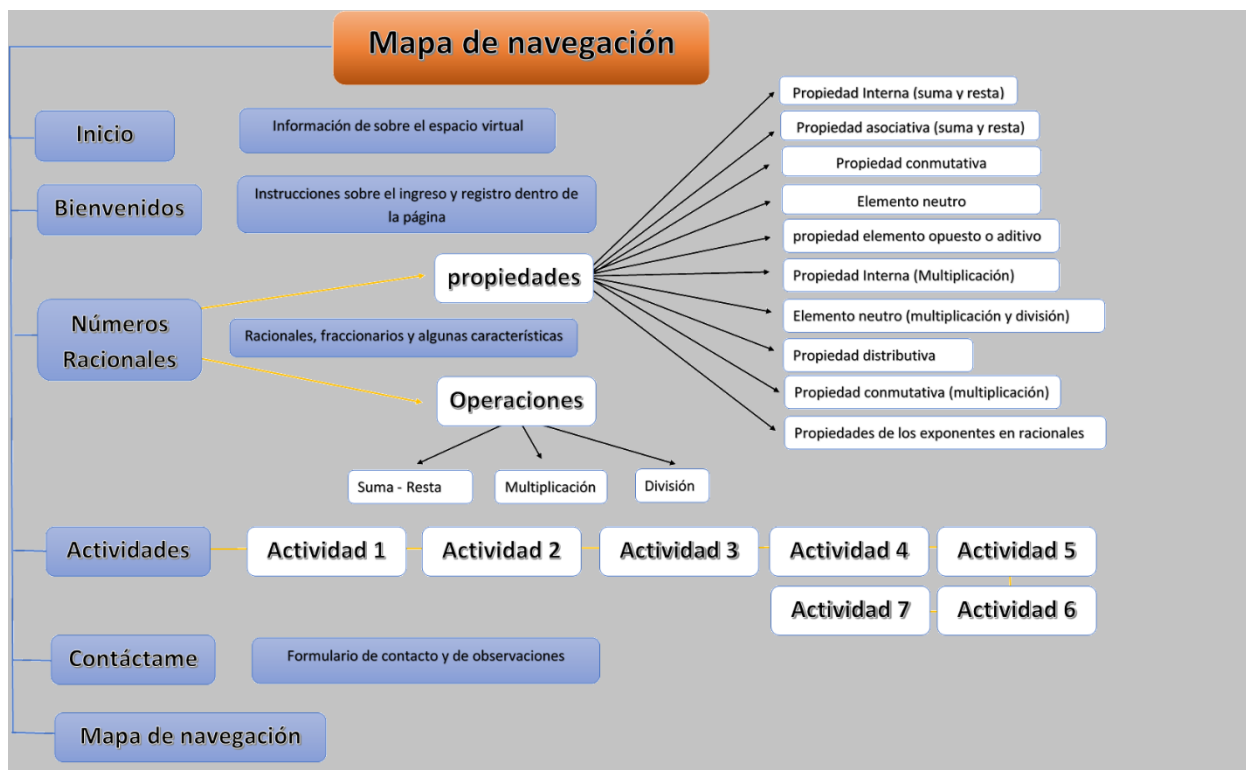 Mapa de navegación
Inicio
Información de sobre el espacio virtual
Bienvenidos
Instrucciones sobre el ingreso y registro dentro de
la página
Números
Racionales
Racionales, fraccionarios y algunas características
propiedades
Propiedad Interna (suma y resta)
Propiedad asociativa (suma y resta)
Propiedad conmutativa
Elemento neutro
propiedad elemento opuesto o aditivo
Propiedad Interna (Multiplicación)
Elemento neutro (multiplicación y división)
Propiedad distributiva
Propiedad conmutativa (multiplicación)
Propiedades de los exponentes en racionales
Operaciones
Suma - Resta
Multiplicación
División
Actividades
Actividad 1
Actividad 2
Actividad 3
Actividad 4
Actividad 5
Actividad 7
Actividad 6
Contáctame
Formulario de contacto y de observaciones
Mapa de navegación